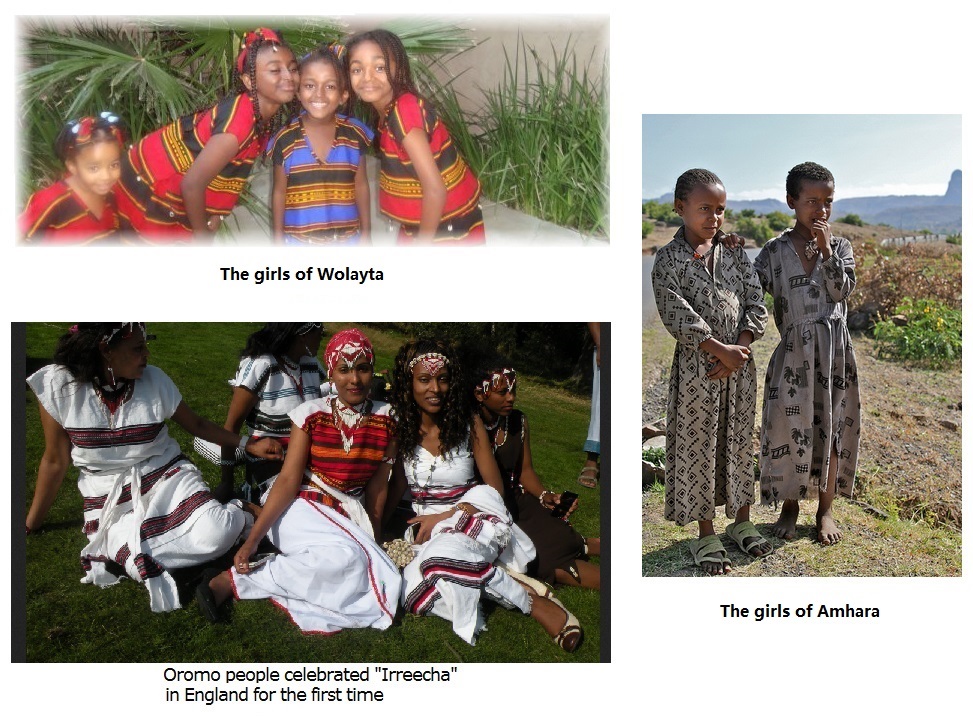 The girls of Wolayta
Oromo people celebrated "Irreecha"
in England for the first time
The girls of Amhara